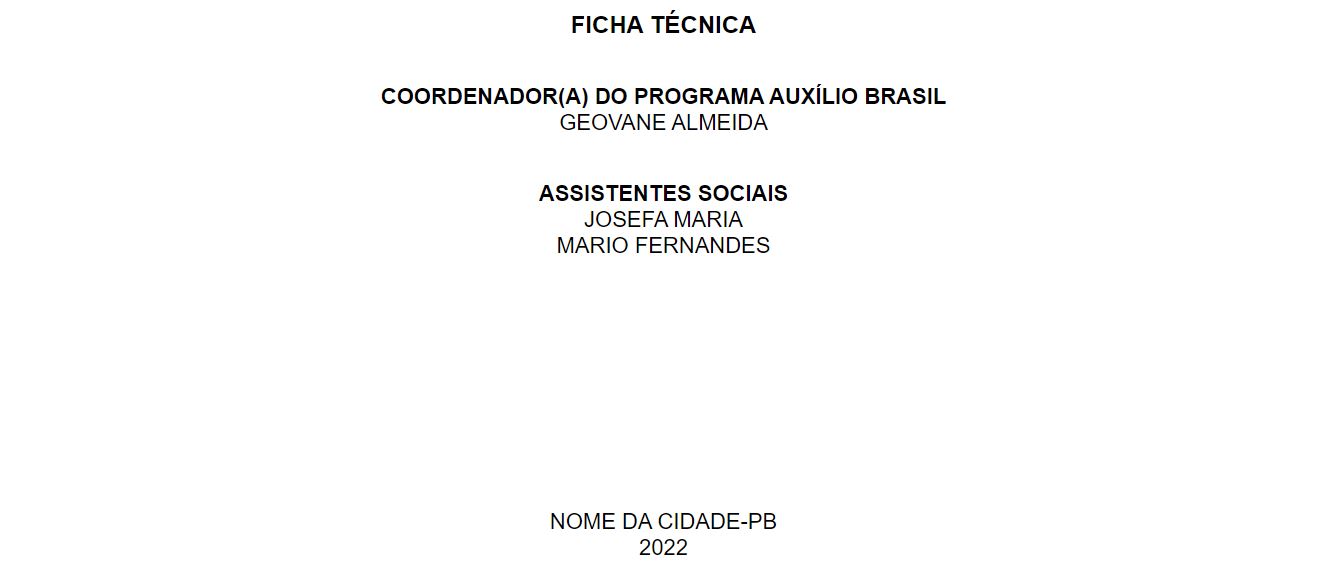 FICHA TÉCNICA
COORDENADOR(A) DO PROGRAMA AUXÍLIO BRASIL
GEOVANE ALMEIDA
ASSISTENTES SOCIAIS
JOSEFA MARIA
MARIO FERNANDES
NOME DA CIDADE-PB
2022